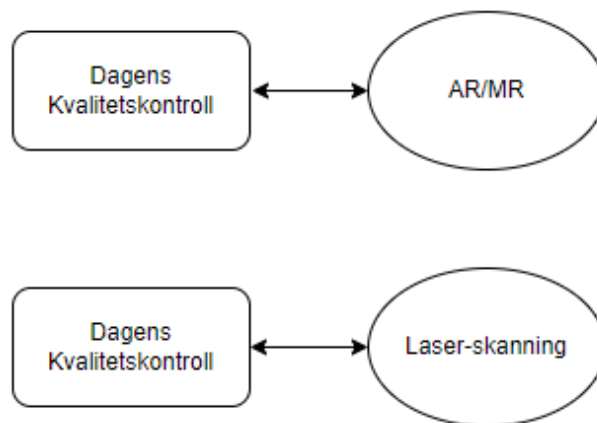 Dagens
Kvalitetskontroll
AR/MR
Dagens
Kvalitetskontroll
Laser-skanning